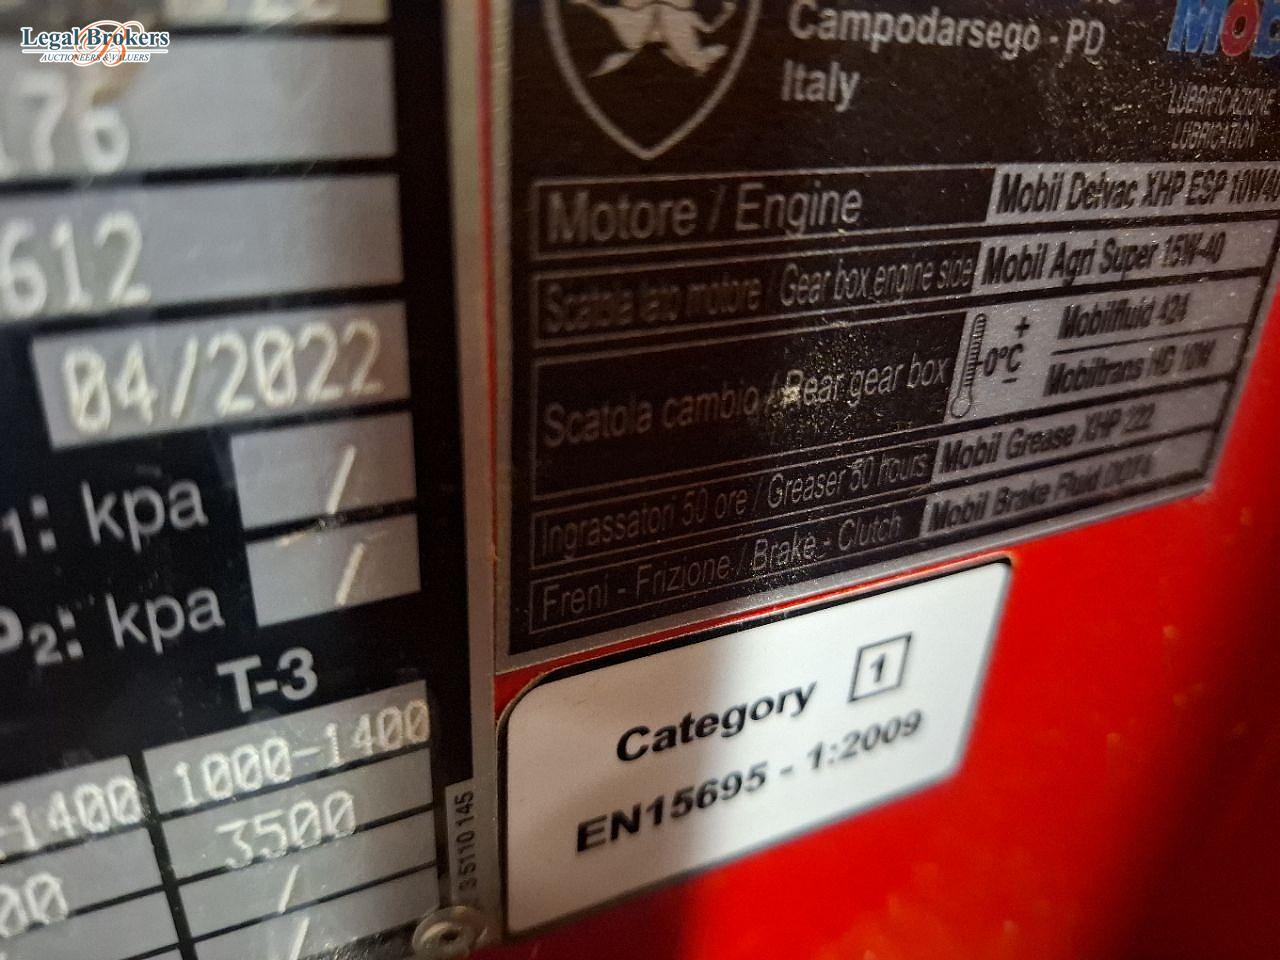 Legal Brokers
AUCTIONEERS & VALUERS
176
612
04/2022
1: kpa /
P2: kpa /
T-3
-1400 1000-1400
3500
00 /
/
35110145
Campodarsego - PD
Italy
LUBRIFICAZIONE
LUBRICATION
Motore / Engine Mobil Delvac XHP ESP 10W40
Scatola lato motore / Gear box engine side Mobil Agri Super 15W-40
Scatola cambio / Rear gear box 0°C + - Mobilfluid 424
Mobiltrans HD 10W
Ingrassatori 50 ore / Greaser 50 hours Mobil Grease XHP 222
Freni - Frizione / Brake - Clutch Mobil Brake Fluid DOT4
Category 1
EN15695 - 1:2009